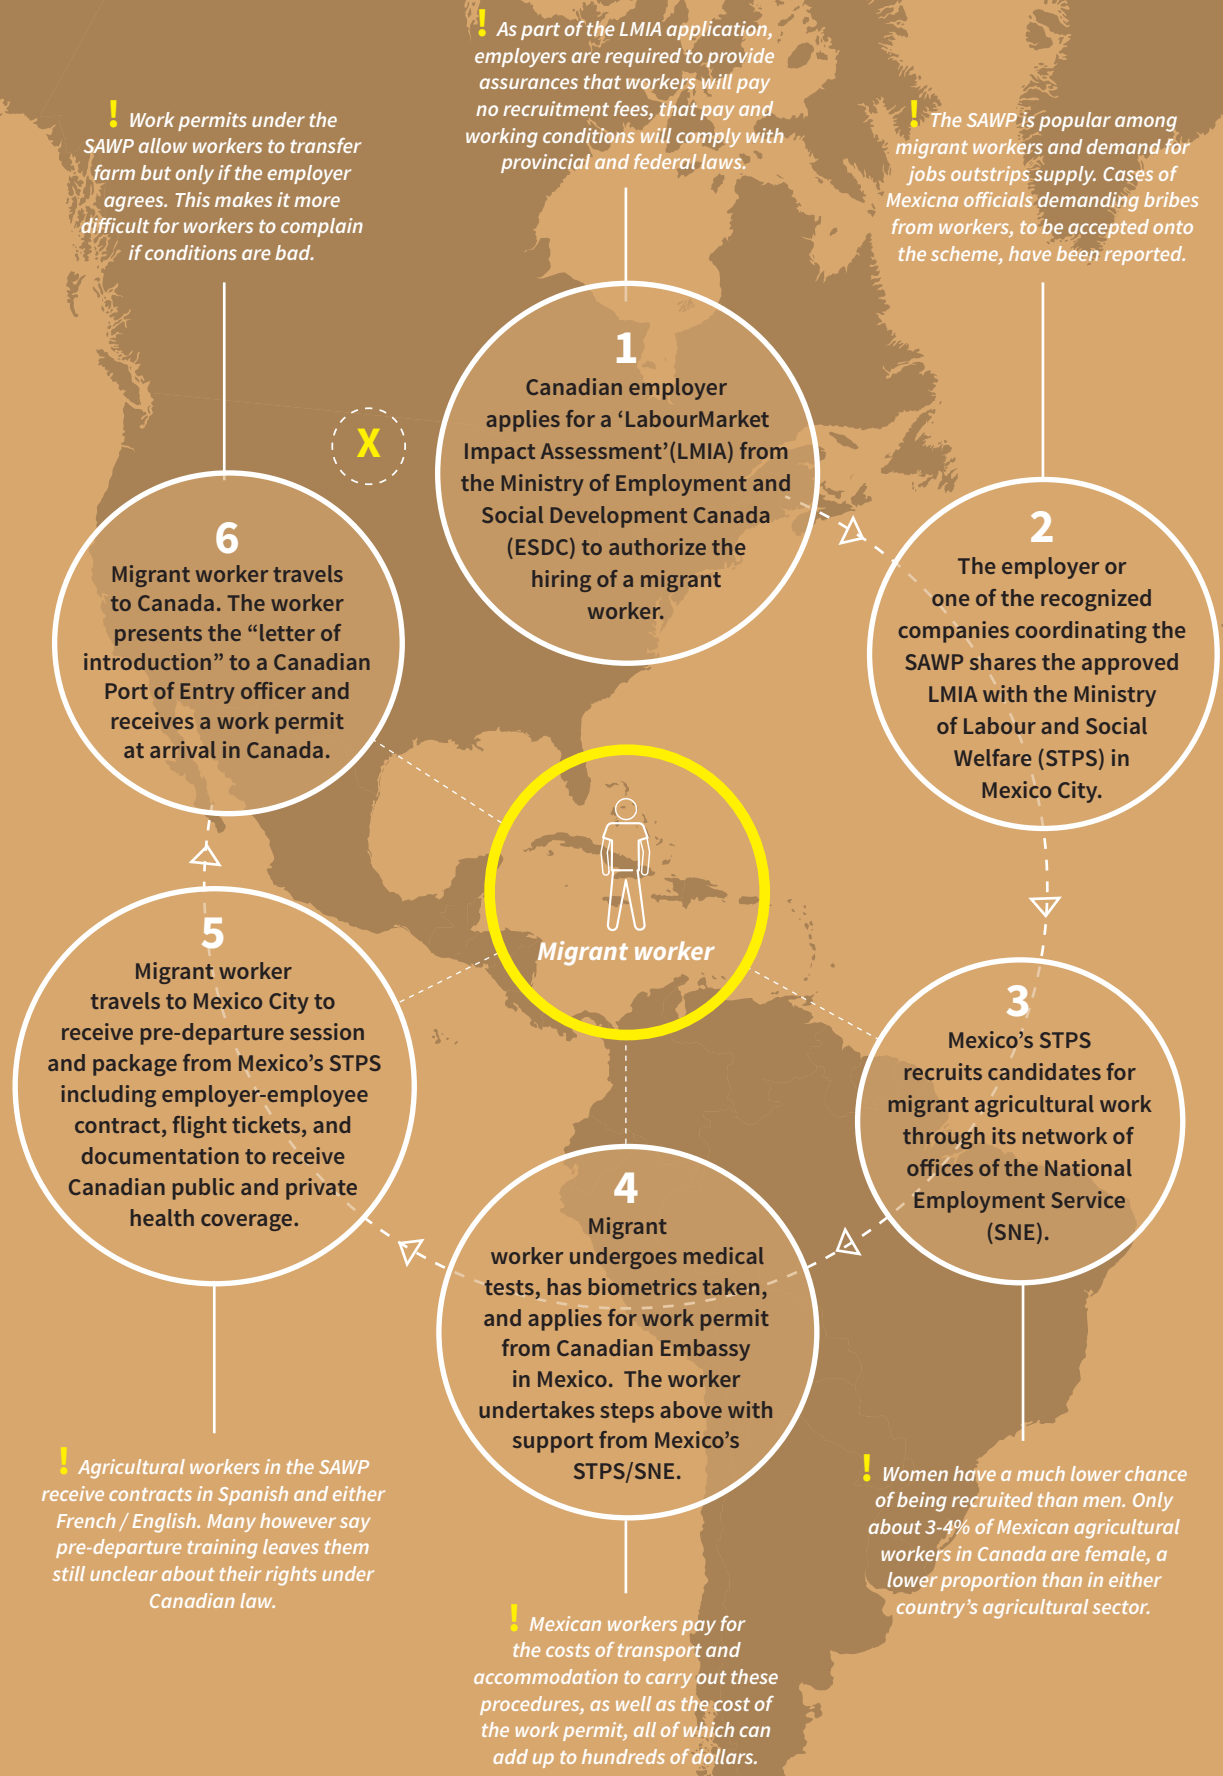 ! As part of the LMIA application,
employers are required to provide
assurances that workers will pay
no recruitment fees, that pay and
working conditions will comply with
provincial and federal laws.
! Work permits under the
SAWP allow workers to transfer
farm but only if the employer
agrees. This makes it more
difficult for workers to complain
if conditions are bad.
! The SAWP is popular among
migrant workers and demand for
jobs outstrips supply. Cases of
Mexicna officials demanding bribes
from workers, to be accepted onto
the scheme, have been reported.
1
Canadian employer
applies for a ‘LabourMarket
Impact Assessment’(LMIA) from
the Ministry of Employment and
Social Development Canada
(ESDC) to authorize the
hiring of a migrant
worker.
X
2
The employer or
one of the recognized
companies coordinating the
SAWP shares the approved
LMIA with the Ministry
of Labour and Social
Welfare (STPS) in
Mexico City.
6
Migrant worker travels
to Canada. The worker
presents the “letter of
introduction” to a Canadian
Port of Entry officer and
receives a work permit
at arrival in Canada.
Migrant worker
5
Migrant worker
travels to Mexico City to
receive pre-departure session
and package from Mexico’s STPS
including employer-employee
contract, flight tickets, and
documentation to receive
Canadian public and private
health coverage.
3
Mexico’s STPS
recruits candidates for
migrant agricultural work
through its network of
offices of the National
Employment Service
(SNE).
4
Migrant
worker undergoes medical
tests, has biometrics taken,
and applies for work permit
from Canadian Embassy
in Mexico. The worker
undertakes steps above with
support from Mexico’s
STPS/SNE.
! Agricultural workers in the SAWP
receive contracts in Spanish and either
French / English. Many however say
pre-departure training leaves them
still unclear about their rights under
Canadian law.
! Women have a much lower chance
of being recruited than men. Only
about 3-4% of Mexican agricultural
workers in Canada are female, a
lower proportion than in either
country’s agricultural sector.
! Mexican workers pay for
the costs of transport and
accommodation to carry out these
procedures, as well as the cost of
the work permit, all of which can
add up to hundreds of dollars.